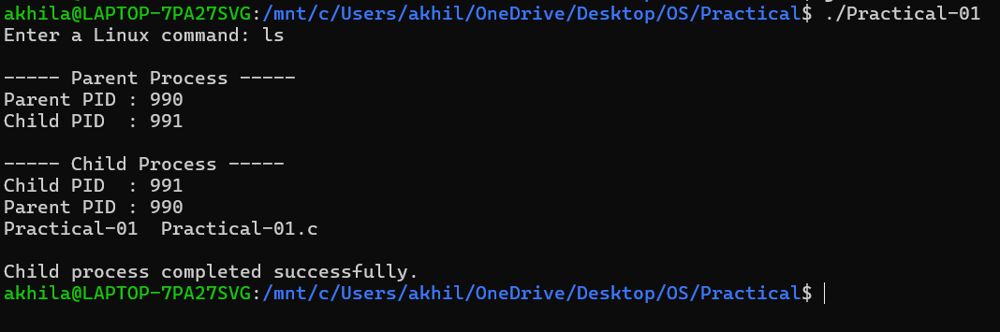 akhila@LAPTOP-7PA27SVG:/mnt/c/Users/akhil/OneDrive/Desktop/OS/Practical$ ./Practical-01
Enter a Linux command: ls

----- Parent Process -----
Parent PID : 990
Child PID  : 991

----- Child Process -----
Child PID  : 991
Parent PID : 990
Practical-01  Practical-01.c

Child process completed successfully.
akhila@LAPTOP-7PA27SVG:/mnt/c/Users/akhil/OneDrive/Desktop/OS/Practical$